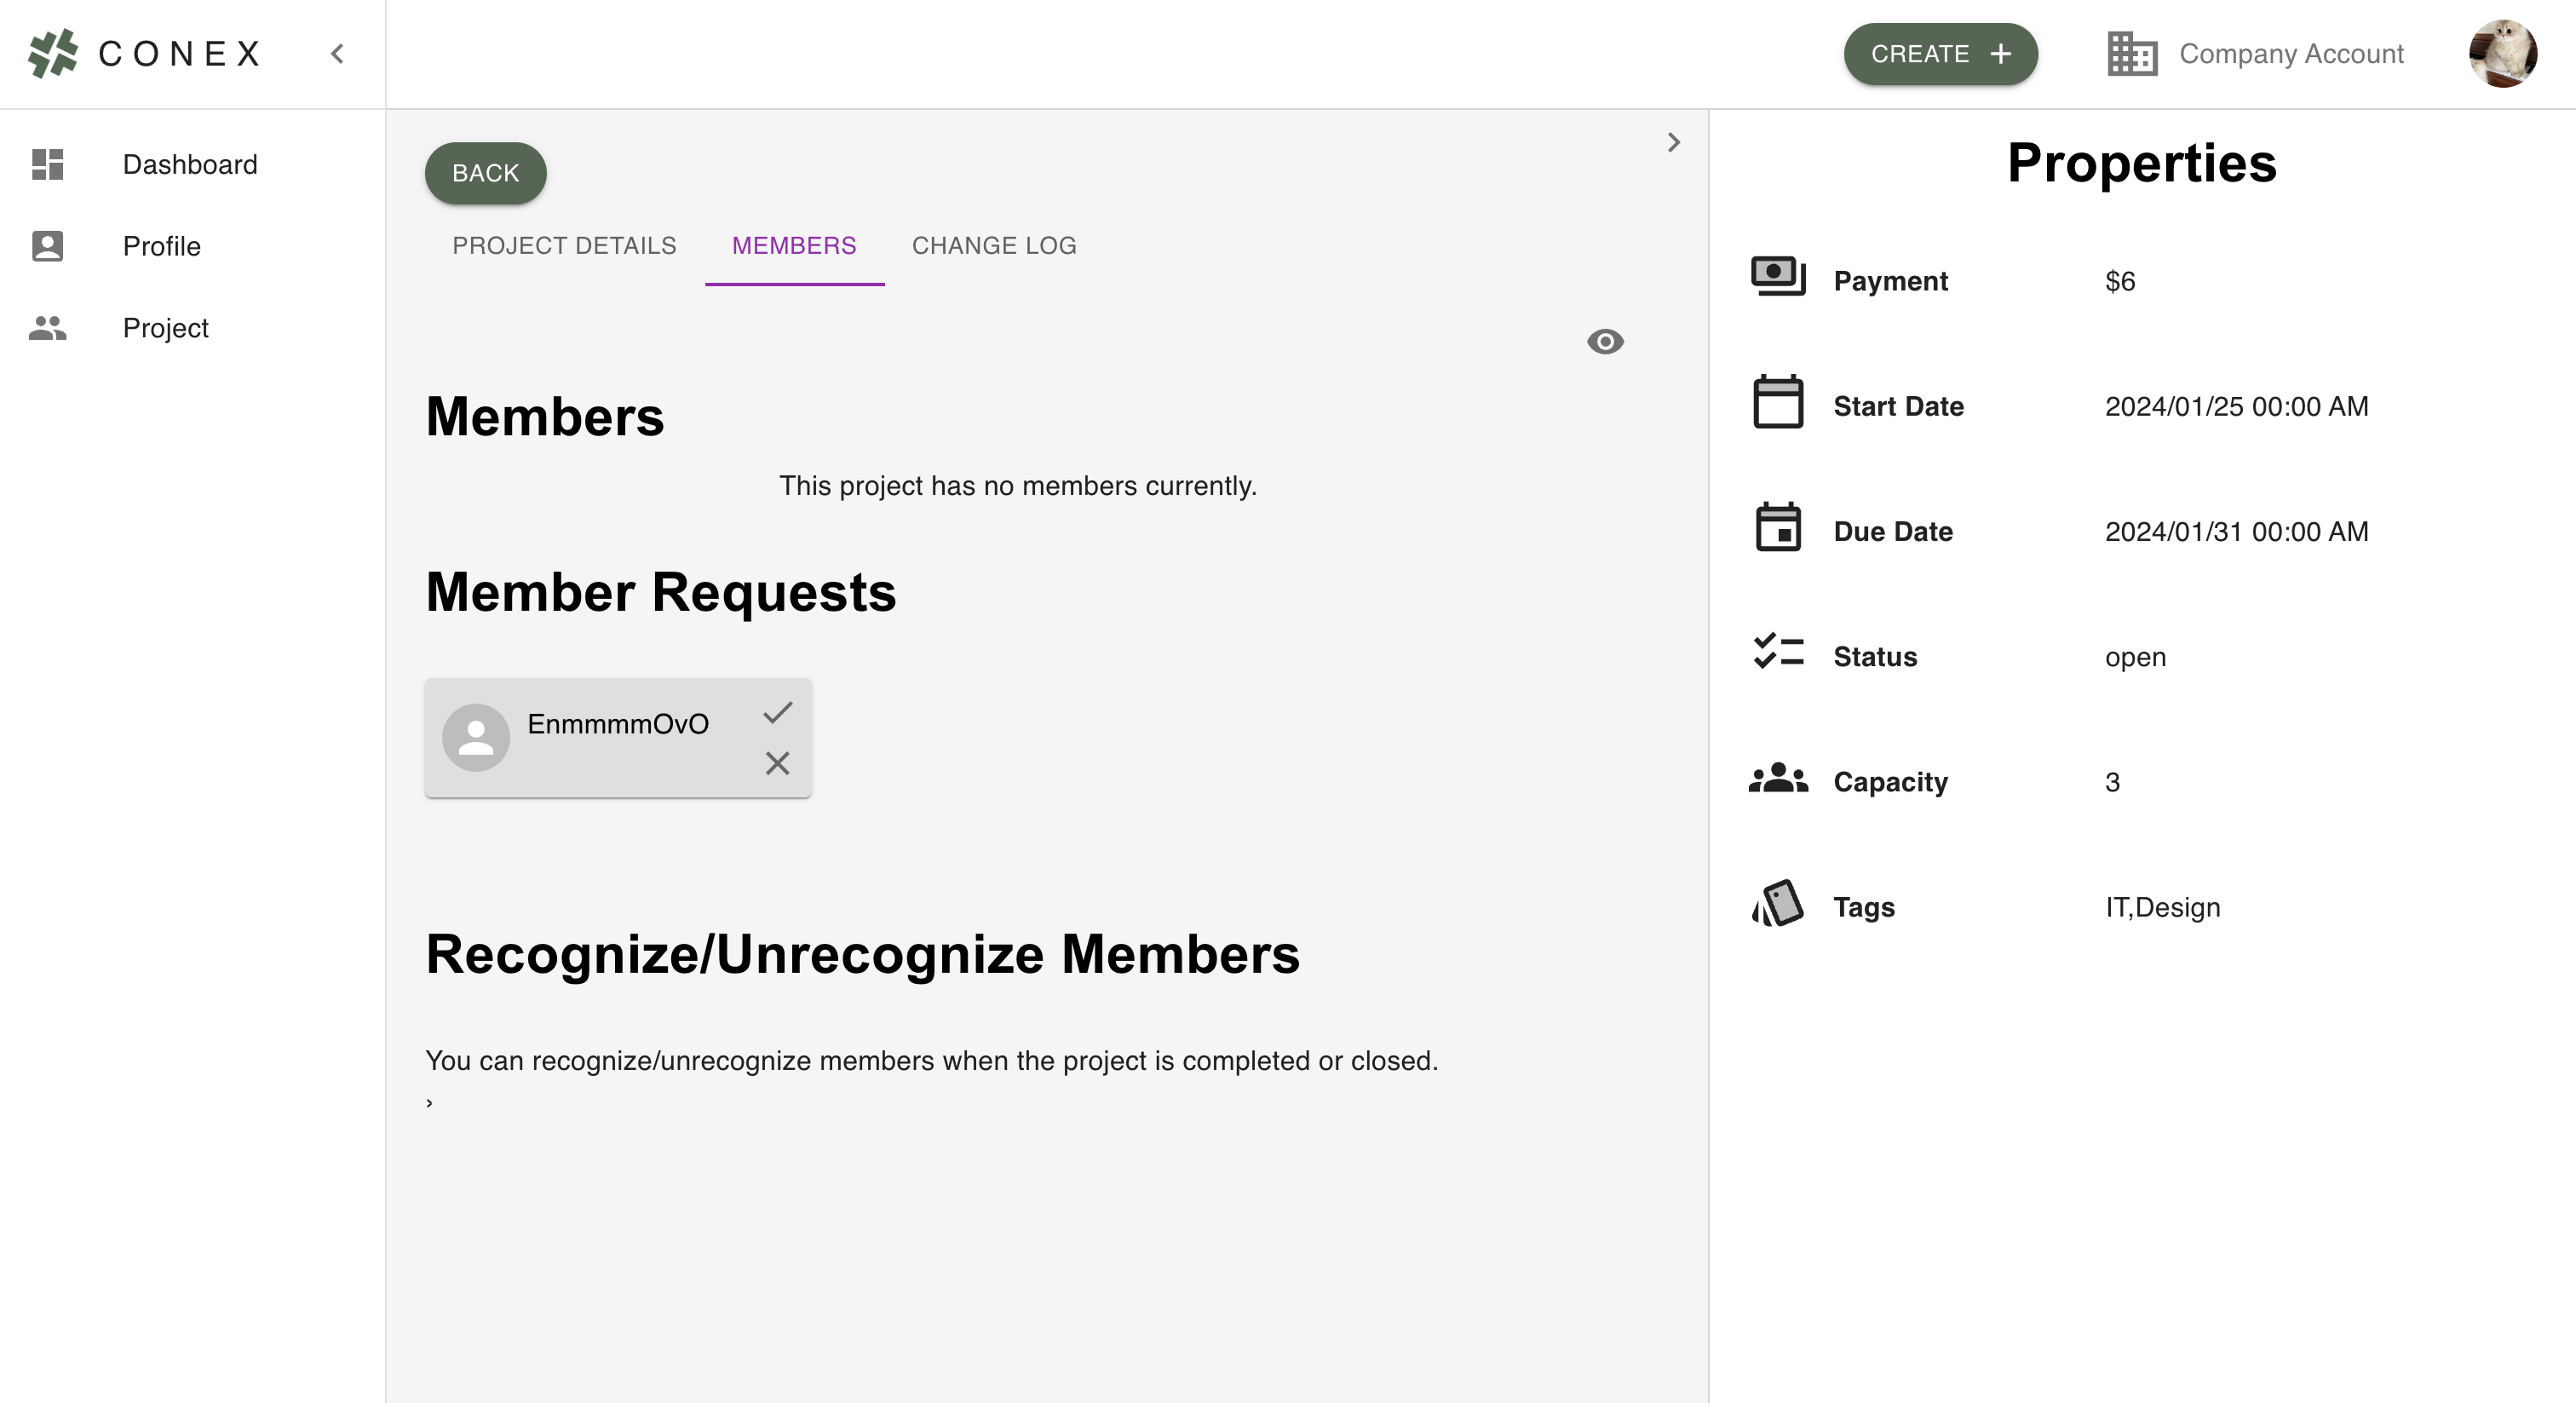 CONEX
CREATE +
Company Account
Dashboard
Profile
Project
BACK
PROJECT DETAILS
MEMBERS
CHANGE LOG
Members
This project has no members currently.
Member Requests
EnmmmmOvO
Recognize/Unrecognize Members
You can recognize/unrecognize members when the project is completed or closed.
›
Properties
Payment $6
Start Date 2024/01/25 00:00 AM
Due Date 2024/01/31 00:00 AM
Status open
Capacity 3
Tags IT,Design